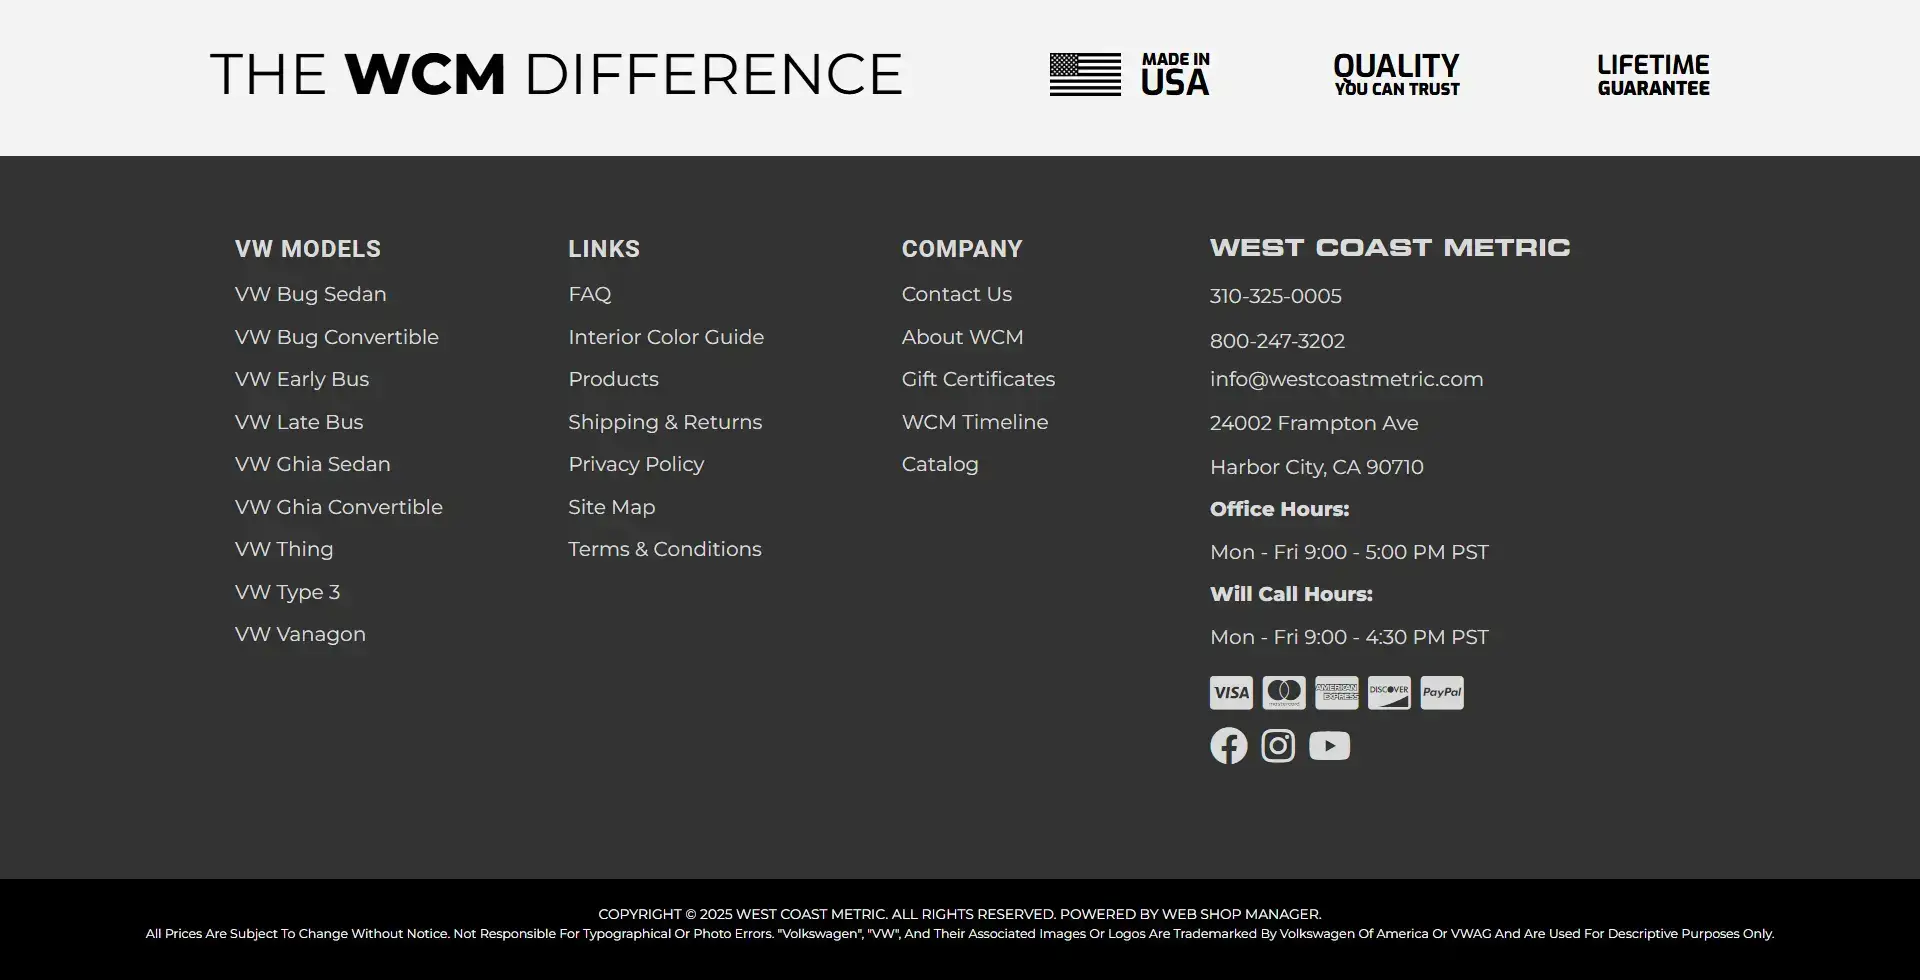 THE WCM DIFFERENCE
MADE IN
USA
QUALITY
YOU CAN TRUST
LIFETIME
GUARANTEE
VW MODELS
VW Bug Sedan
VW Bug Convertible
VW Early Bus
VW Late Bus
VW Ghia Sedan
VW Ghia Convertible
VW Thing
VW Type 3
VW Vanagon
LINKS
FAQ
Interior Color Guide
Products
Shipping & Returns
Privacy Policy
Site Map
Terms & Conditions
COMPANY
Contact Us
About WCM
Gift Certificates
WCM Timeline
Catalog
WEST COAST METRIC
310-325-0005
800-247-3202
info@westcoastmetric.com
24002 Frampton Ave
Harbor City, CA 90710
Office Hours:
Mon - Fri 9:00 - 5:00 PM PST
Will Call Hours:
Mon - Fri 9:00 - 4:30 PM PST
VISA
mastercard
AMERICAN
EXPRESS
DISCOVER
PayPal
COPYRIGHT © 2025 WEST COAST METRIC. ALL RIGHTS RESERVED. POWERED BY WEB SHOP MANAGER.
All Prices Are Subject To Change Without Notice. Not Responsible For Typographical Or Photo Errors. "Volkswagen", "VW", And Their Associated Images Or Logos Are Trademarked By Volkswagen Of America Or VWAG And Are Used For Descriptive Purposes Only.